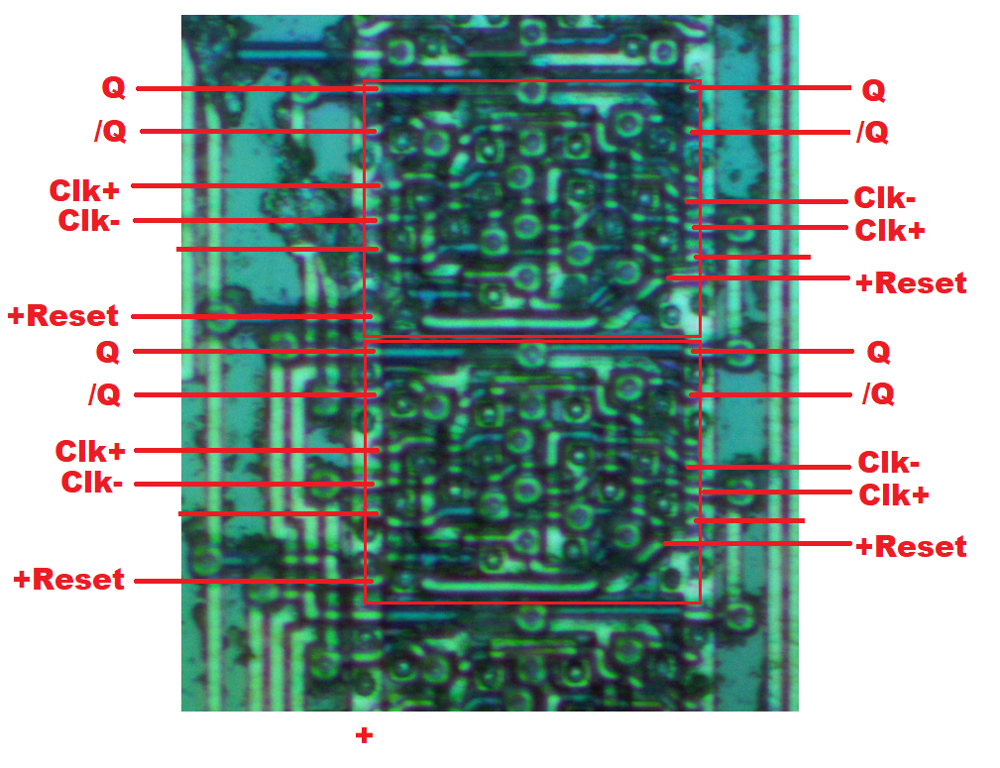 Q Q
/Q /Q
Clk+ Clk-
Clk- Clk+
+Reset
+Reset
Q Q
/Q /Q
Clk+ Clk-
Clk- Clk+
+Reset
+Reset
+